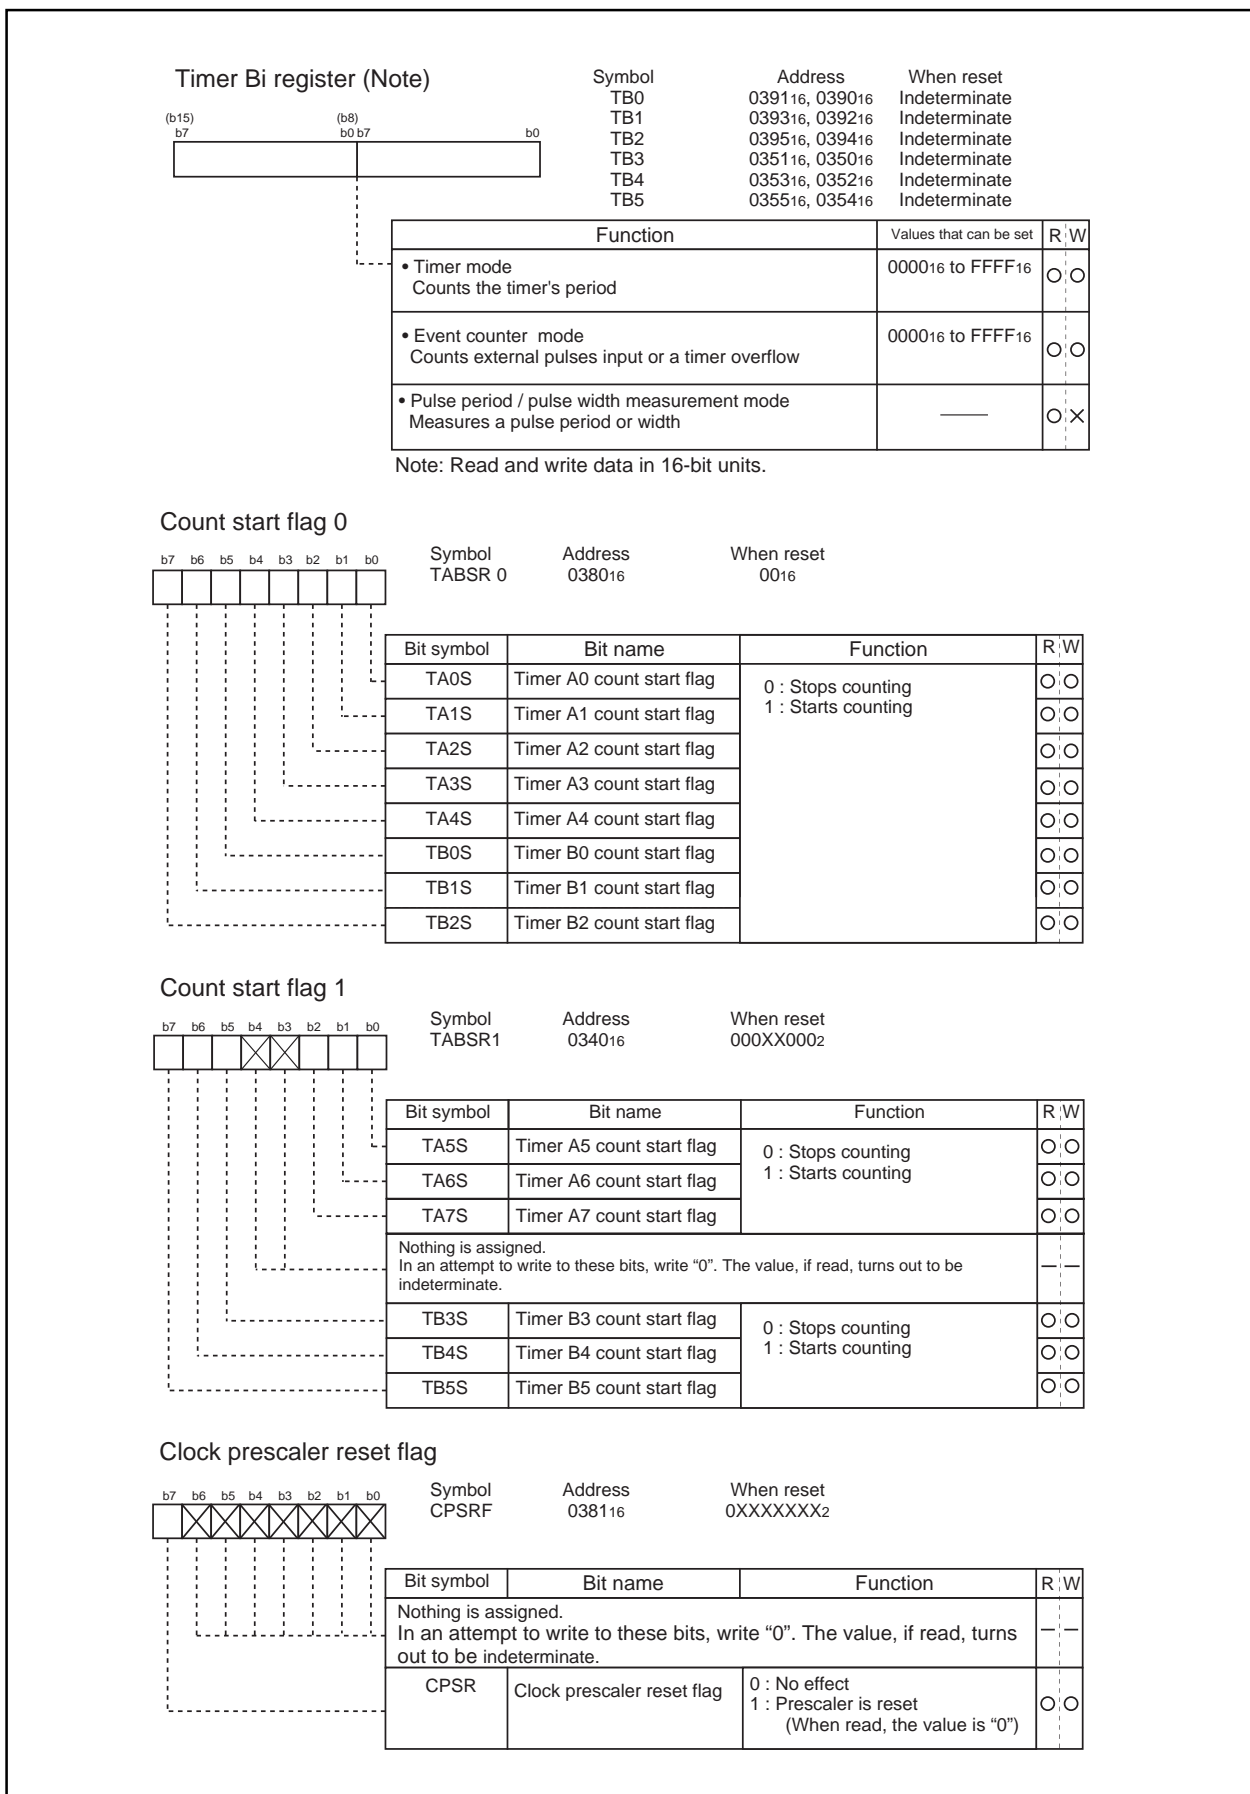 Timer Bi register (Note)
Symbol Address When reset
TB0 039116, 039016 Indeterminate
TB1 039316, 039216 Indeterminate
TB2 039516, 039416 Indeterminate
TB3 035116, 035016 Indeterminate
TB4 035316, 035216 Indeterminate
TB5 035516, 035416 Indeterminate
(b15) (b8)
b7 b0 b7 b0
Function Values that can be set R W
• Timer mode 000016 to FFFF16
Counts the timer's period
• Event counter mode 000016 to FFFF16
Counts external pulses input or a timer overflow
• Pulse period / pulse width measurement mode
Measures a pulse period or width
Note: Read and write data in 16-bit units.
Count start flag 0
Symbol Address When reset
TABSR 0 038016 0016
b7 b6 b5 b4 b3 b2 b1 b0
Bit symbol Bit name Function R W
TA0S Timer A0 count start flag 0 : Stops counting
1 : Starts counting
TA1S Timer A1 count start flag
TA2S Timer A2 count start flag
TA3S Timer A3 count start flag
TA4S Timer A4 count start flag
TB0S Timer B0 count start flag
TB1S Timer B1 count start flag
TB2S Timer B2 count start flag
Count start flag 1
Symbol Address When reset
TABSR1 034016 000XX0002
b7 b6 b5 b4 b3 b2 b1 b0
Bit symbol Bit name Function R W
TA5S Timer A5 count start flag 0 : Stops counting
1 : Starts counting
TA6S Timer A6 count start flag
TA7S Timer A7 count start flag
Nothing is assigned.
In an attempt to write to these bits, write “0”. The value, if read, turns out to be
indeterminate.
TB3S Timer B3 count start flag 0 : Stops counting
1 : Starts counting
TB4S Timer B4 count start flag
TB5S Timer B5 count start flag
Clock prescaler reset flag
Symbol Address When reset
CPSRF 038116 0XXXXXXX2
b7 b6 b5 b4 b3 b2 b1 b0
Bit symbol Bit name Function R W
Nothing is assigned.
In an attempt to write to these bits, write “0”. The value, if read, turns
out to be indeterminate.
CPSR Clock prescaler reset flag 0 : No effect
1 : Prescaler is reset
(When read, the value is “0”)